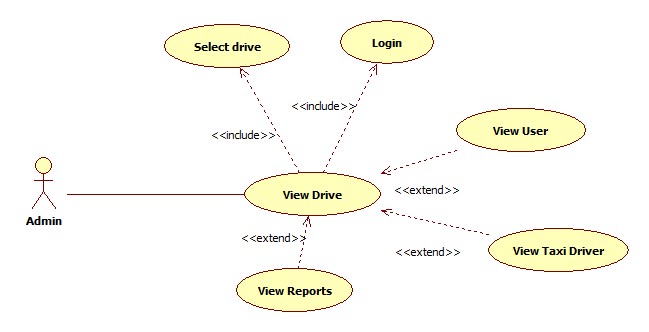 Login
Select drive
<<include>>
<<include>>
View User
View Drive
<<extend>>
Admin
<<extend>>
<<extend>>
View Taxi Driver
View Reports